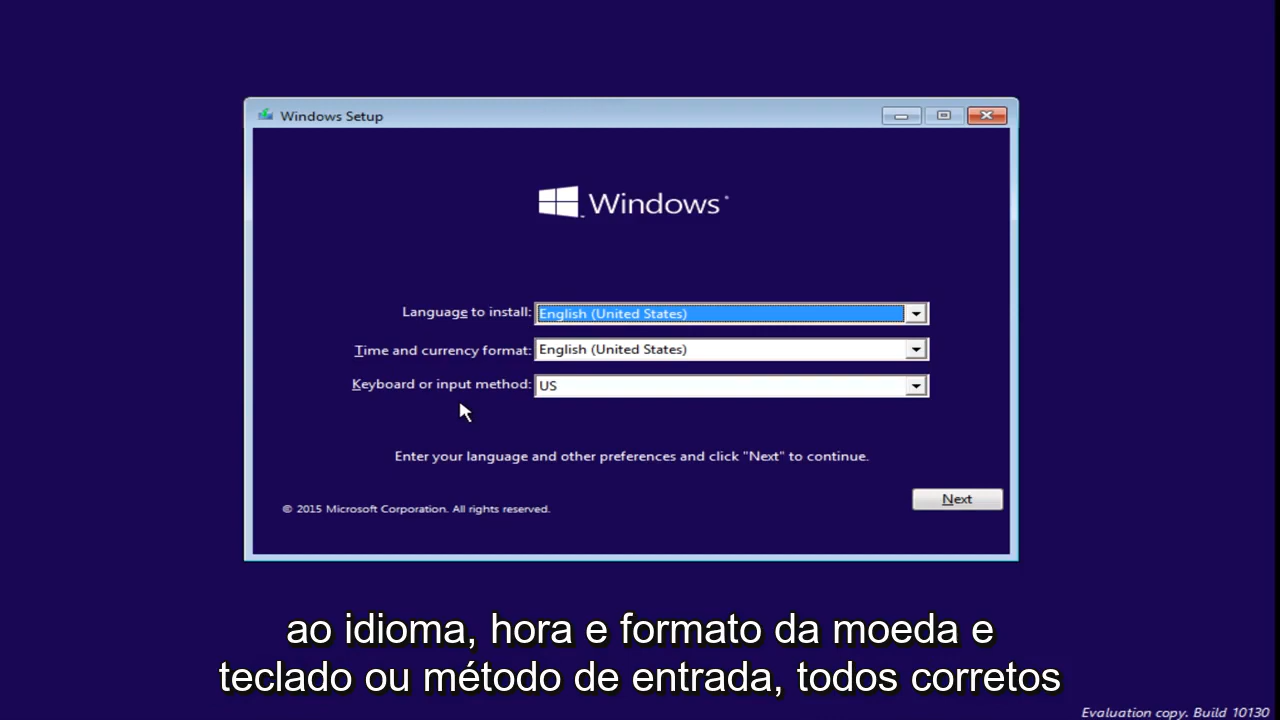 Windows Setup
Windows
Language to install: English (United States)
Time and currency format: English (United States)
Keyboard or input method: US
Enter your language and other preferences and click "Next" to continue.
© 2015 Microsoft Corporation. All rights reserved.
Next
ao idioma, hora e formato da moeda e
teclado ou método de entrada, todos corretos
Evaluation copy. Build 10130